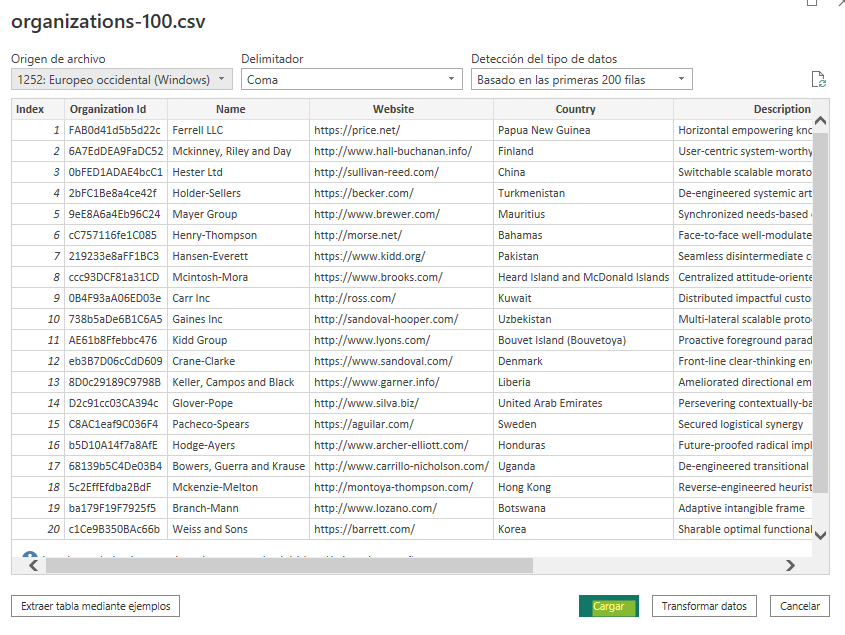 organizations-100.csv
Origen de archivo Delimitador Detección del tipo de datos
1252: Europeo occidental (Windows) Coma Basado en las primeras 200 filas
Index Organization Id Name Website Country Description
1 FAB0d41d5b5d22c Ferrell LLC https://price.net/ Papua New Guinea Horizontal empowering kno
2 6A7EdDEA9FaDC52 Mckinney, Riley and Day http://www.hall-buchanan.info/ Finland User-centric system-worthy
3 0bFED1ADAE4bcC1 Hester Ltd http://sullivan-reed.com/ China Switchable scalable morato
4 2bFC1Be8a4ce42f Holder-Sellers https://becker.com/ Turkmenistan De-engineered systemic art
5 9eE8A6a4Eb96C24 Mayer Group http://www.brewer.com/ Mauritius Synchronized needs-based
6 cC757116fe1C085 Henry-Thompson http://morse.net/ Bahamas Face-to-face well-modulate
7 219233e8aFF1BC3 Hansen-Everett https://www.kidd.org/ Pakistan Seamless disintermediate c
8 ccc93DCF81a31CD Mcintosh-Mora https://www.brooks.com/ Heard Island and McDonald Islands Centralized attitude-oriente
9 0B4F93aA06ED03e Carr Inc http://ross.com/ Kuwait Distributed impactful custo
10 738b5aDe6B1C6A5 Gaines Inc http://sandoval-hooper.com/ Uzbekistan Multi-lateral scalable proto
11 AE61b8Ffebbc476 Kidd Group http://www.lyons.com/ Bouvet Island (Bouvetoya) Proactive foreground parad
12 eb3B7D06cCdD609 Crane-Clarke https://www.sandoval.com/ Denmark Front-line clear-thinking en
13 8D0c29189C9798B Keller, Campos and Black https://www.garner.info/ Liberia Ameliorated directional em
14 D2c91cc03CA394c Glover-Pope http://www.silva.biz/ United Arab Emirates Persevering contextually-ba
15 C8AC1eaf9C036F4 Pacheco-Spears https://aguilar.com/ Sweden Secured logistical synergy
16 b5D10A14f7a8AfE Hodge-Ayers http://www.archer-elliott.com/ Honduras Future-proofed radical impl
17 68139b5C4De03B4 Bowers, Guerra and Krause http://www.carrillo-nicholson.com/ Uganda De-engineered transitional
18 5c2EffEfdba2BdF Mckenzie-Melton http://montoya-thompson.com/ Hong Kong Reverse-engineered heurist
19 ba179F19F7925f5 Branch-Mann http://www.lozano.com/ Botswana Adaptive intangible frame
20 c1Ce9B350BAc66b Weiss and Sons https://barrett.com/ Korea Sharable optimal functional
Extraer tabla mediante ejemplos Cargar Transformar datos Cancelar